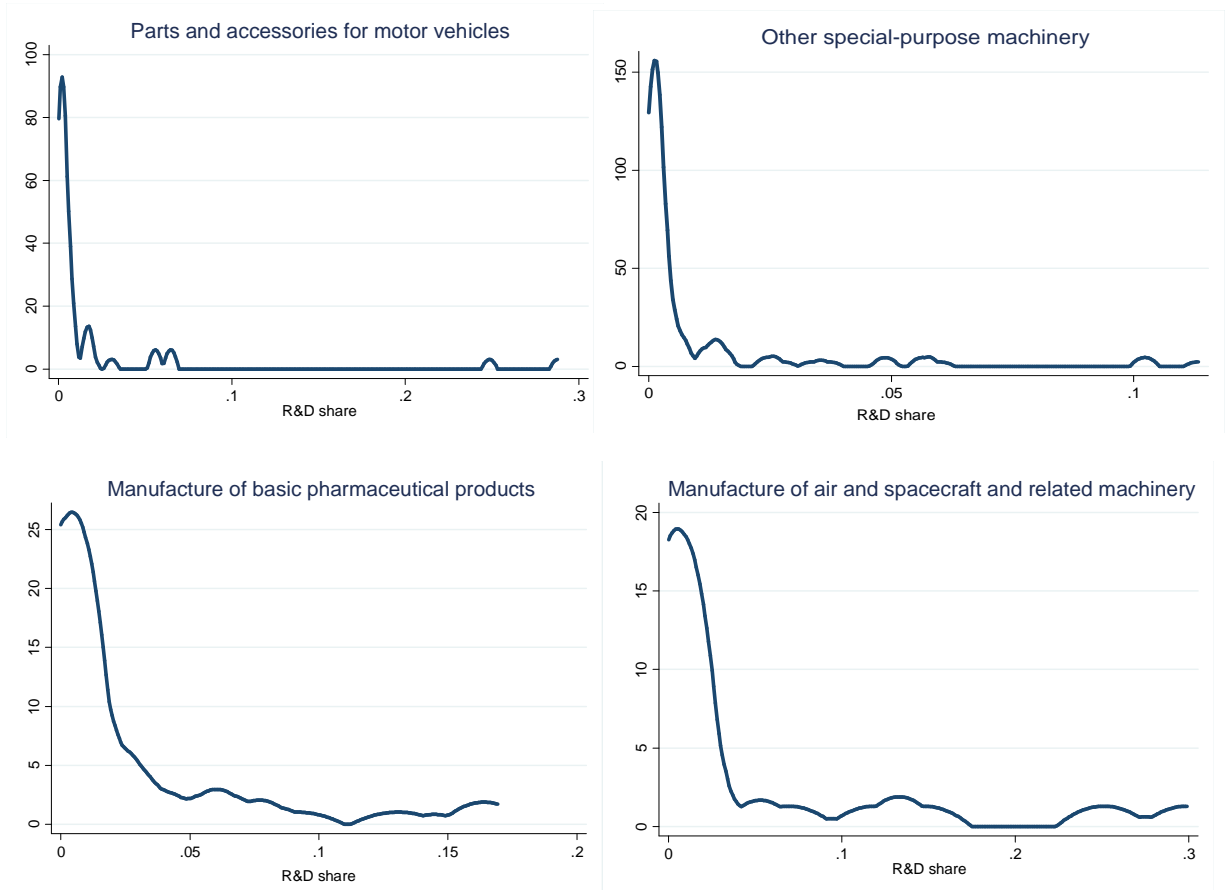 Parts and accessories for motor vehicles
100
80
60
40
20
0
0 .1 .2 .3
R&D share
Other special-purpose machinery
150
100
50
0
0 .05 .1
R&D share
Manufacture of basic pharmaceutical products
25
20
15
10
5
0
0 .05 .1 .15 .2
R&D share
Manufacture of air and spacecraft and related machinery
20
15
10
5
0
0 .1 .2 .3
R&D share